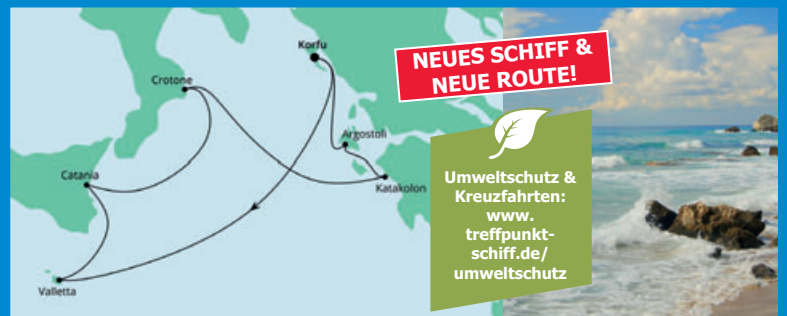 Korfu
Crotone
Argostoli
Catania
Katakolon
Valletta
NEUES SCHIFF &
NEUE ROUTE!
Umweltschutz &
Kreuzfahrten:
www.
treffpunkt-
schiff.de/
umweltschutz